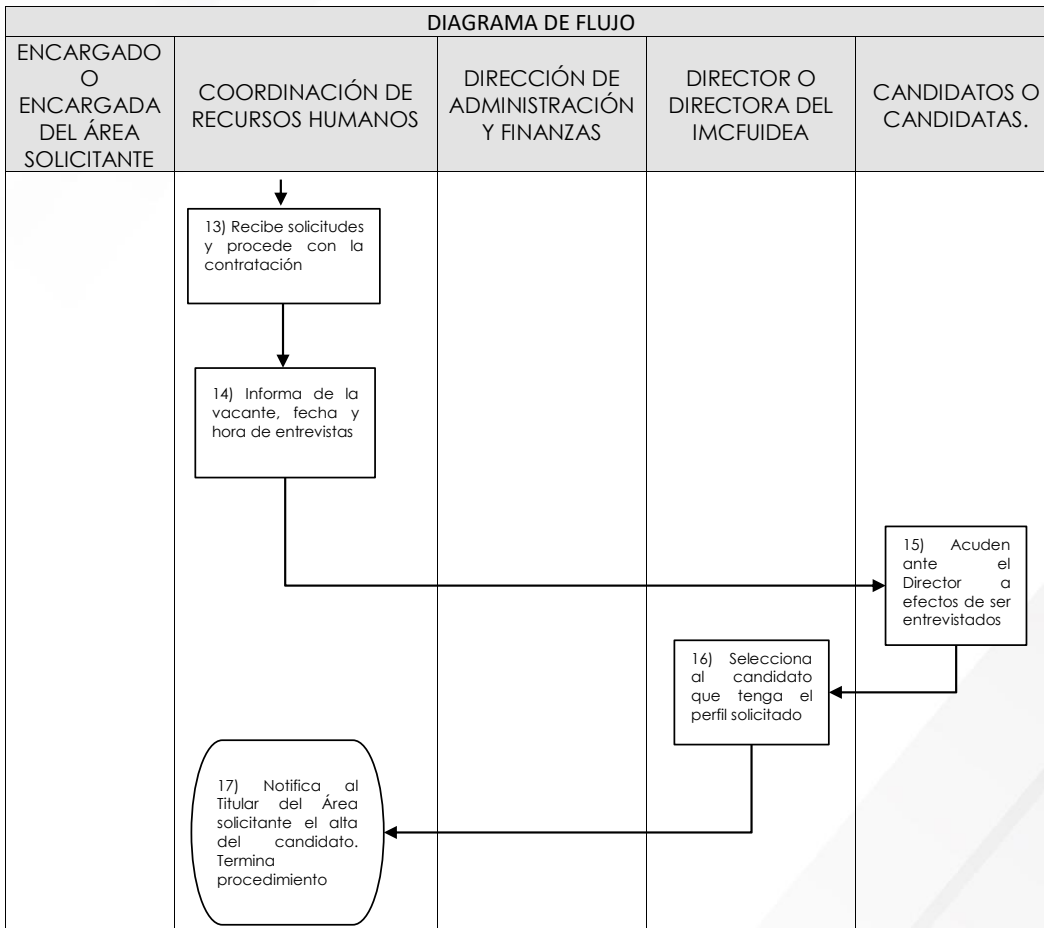 DIAGRAMA DE FLUJO
ENCARGADO
O
ENCARGADA
DEL ÁREA
SOLICITANTE
COORDINACIÓN DE
RECURSOS HUMANOS
DIRECCIÓN DE
ADMINISTRACIÓN
Y FINANZAS
DIRECTOR O
DIRECTORA DEL
IMCFUIDEA
CANDIDATOS O
CANDIDATAS.
13) Recibe solicitudes
y procede con la
contratación
14) Informa de la
vacante, fecha y
hora de entrevistas
15) Acuden
ante el
Director a
efectos de ser
entrevistados
16) Selecciona
al candidato
que tenga el
perfil solicitado
17) Notifica al
Titular del Área
solicitante el alta
del candidato.
Termina
procedimiento